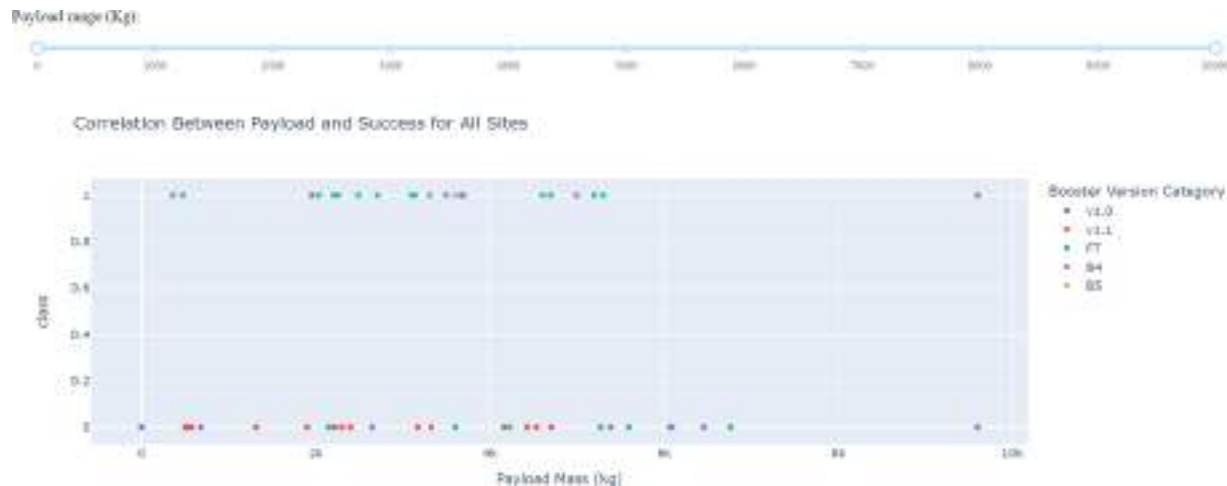 Payload range (Kg):
0 1000 2000 3000 4000 5000 6000 7000 8000 9000 10000
Correlation Between Payload and Success for All Sites
Booster Version Category
v1.0
v1.1
FT
B4
B5
1
0.8
0.6
0.4
0.2
0
class
0 2k 4k 6k 8k 10k
Payload Mass (kg)